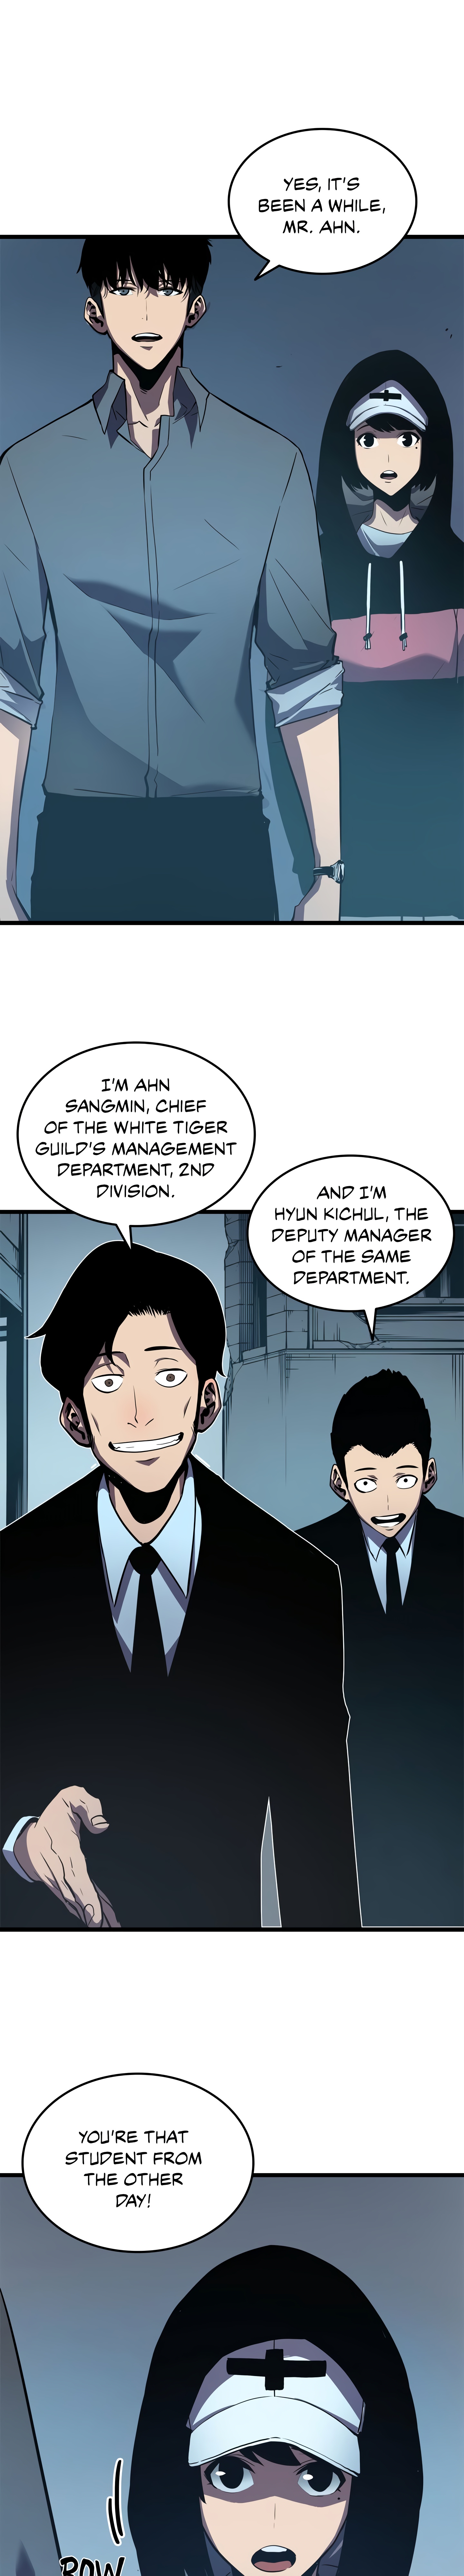 YES, IT'S
BEEN A WHILE,
MR. AHN.
I'M AHN
SANGMIN, CHIEF
OF THE WHITE TIGER
GUILD'S MANAGEMENT
DEPARTMENT, 2ND
DIVISION.
AND I'M
HYUN KICHUL, THE
DEPUTY MANAGER
OF THE SAME
DEPARTMENT.
YOU'RE THAT
STUDENT FROM
THE OTHER
DAY!
BOW